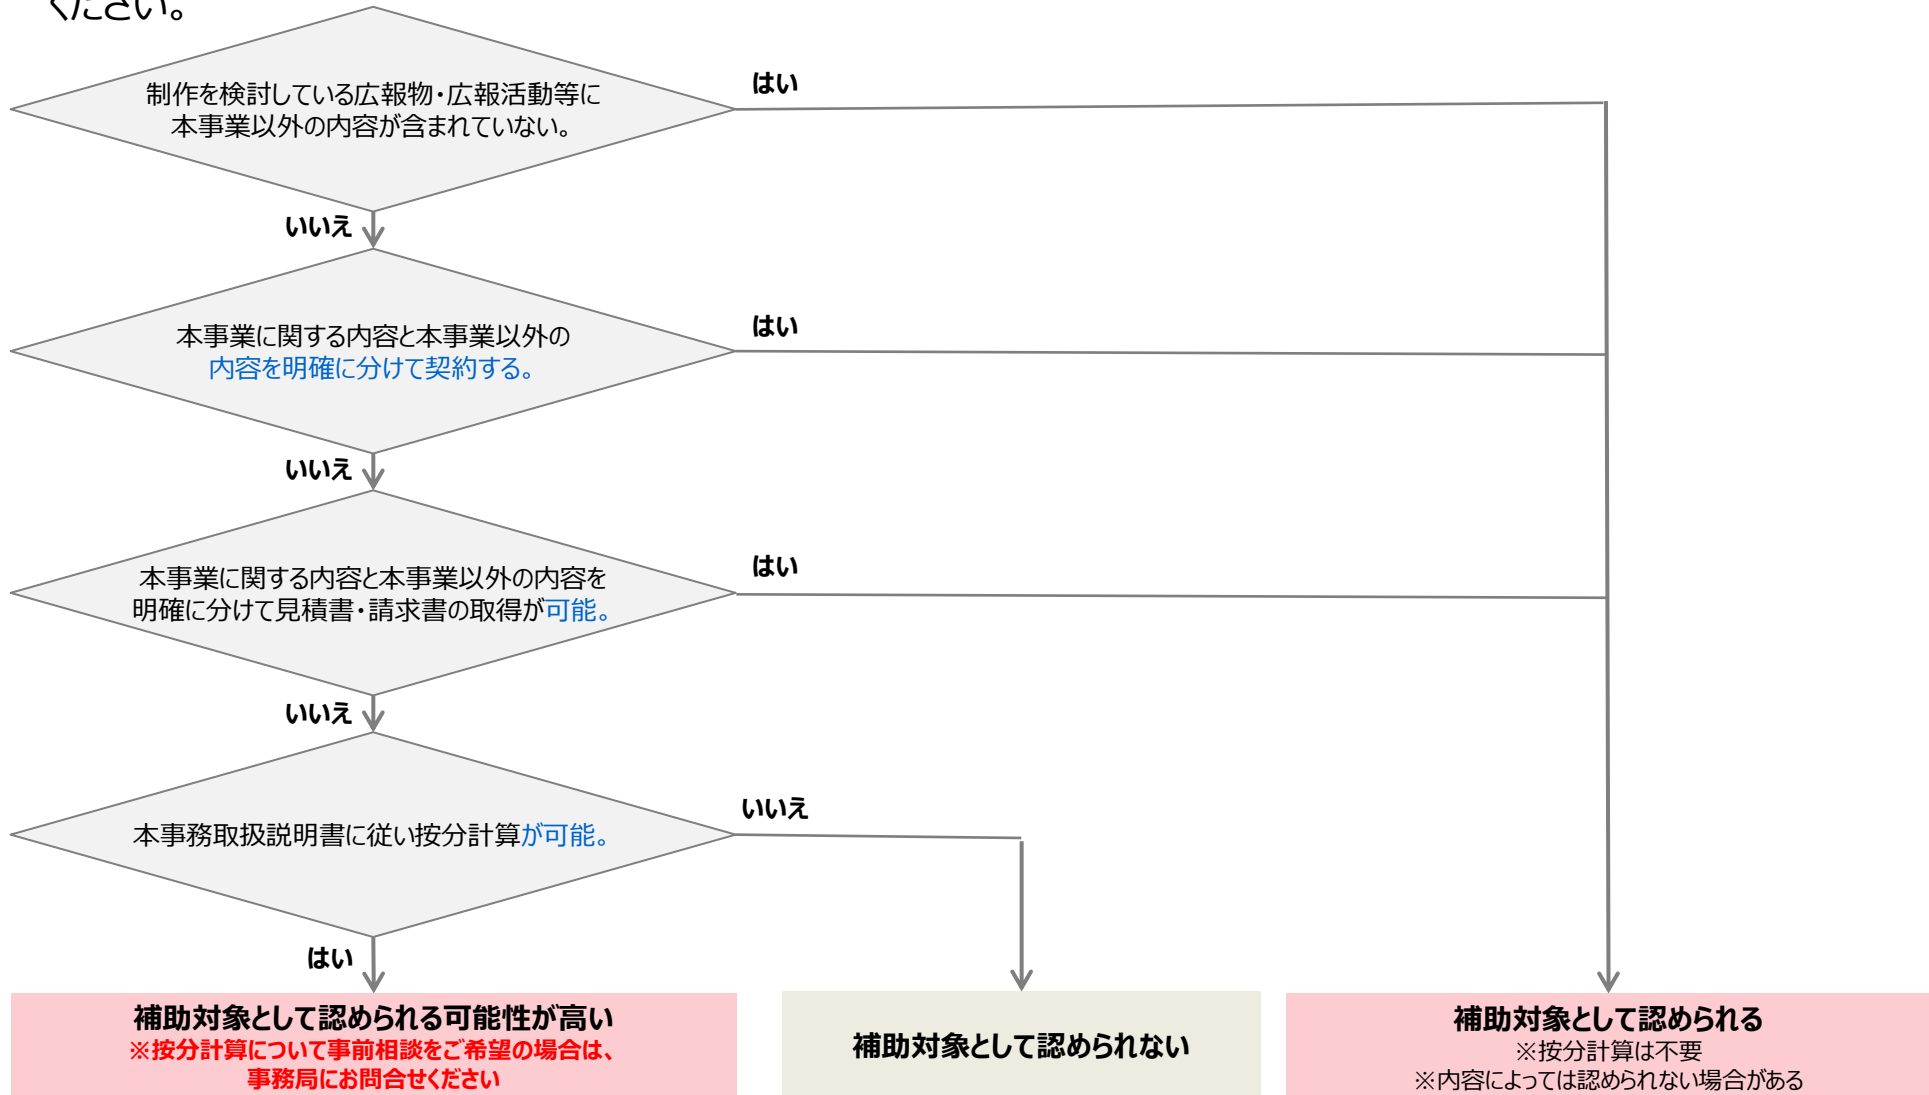 ください。
制作を検討している広報物・広報活動等に
本事業以外の内容が含まれていない。
はい
いいえ
本事業に関する内容と本事業以外の
内容を明確に分けて契約する。
はい
いいえ
本事業に関する内容と本事業以外の内容を
明確に分けて見積書・請求書の取得が可能。
はい
いいえ
本事務取扱説明書に従い按分計算が可能。
いいえ
はい
補助対象として認められる可能性が高い
※按分計算について事前相談をご希望の場合は、
事務局にお問合せください
補助対象として認められない
補助対象として認められる
※按分計算は不要
※内容によっては認められない場合がある